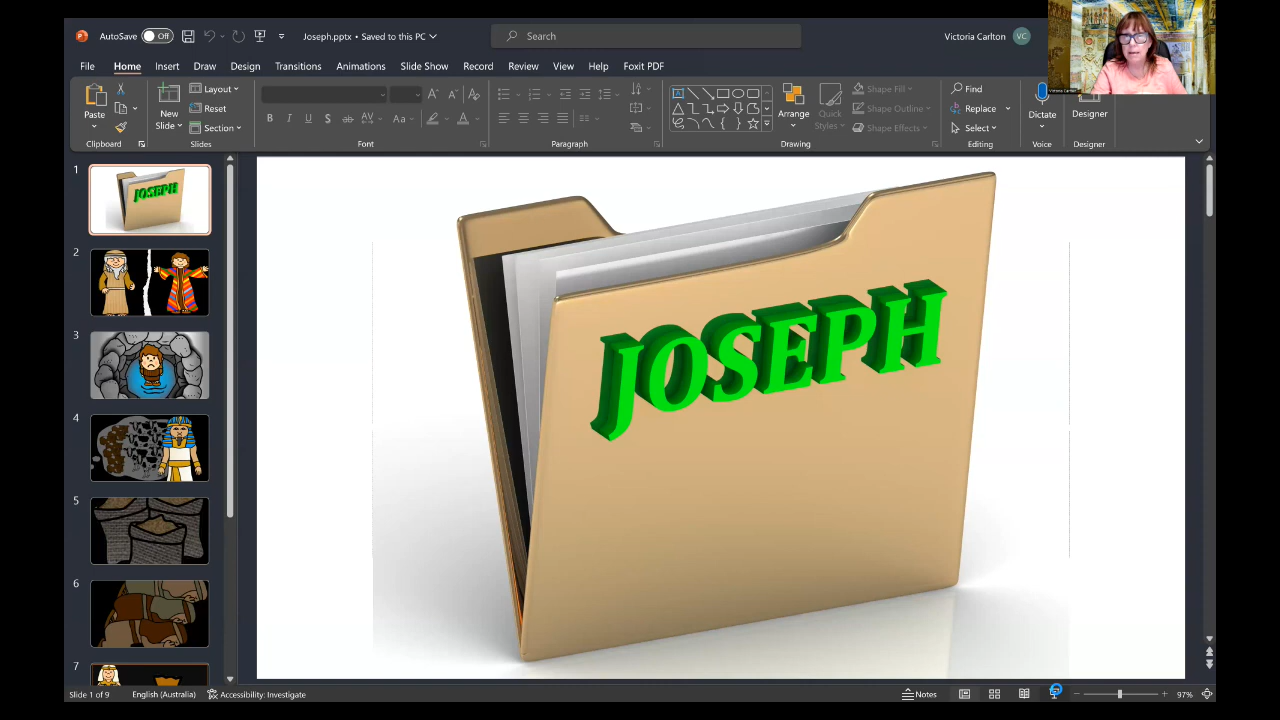 AutoSave Off Joseph.pptx • Saved to this PC Search Victoria Carlton VC
File Home Insert Draw Design Transitions Animations Slide Show Record Review View Help Foxit PDF
Paste
Clipboard
New
Slide
Layout
Reset
Section
Slides
B I U S ab AV Aa A
Font
Paragraph
Arrange
Quick
Styles
Shape Fill
Shape Outline
Shape Effects
Drawing
Find
Replace
Select
Editing
Dictate
Voice
Designer
Designer
1
JOSEPH
2
3
4
5
6
7
JOSEPH
Slide 1 of 9 English (Australia) Accessibility: Investigate Notes 97%